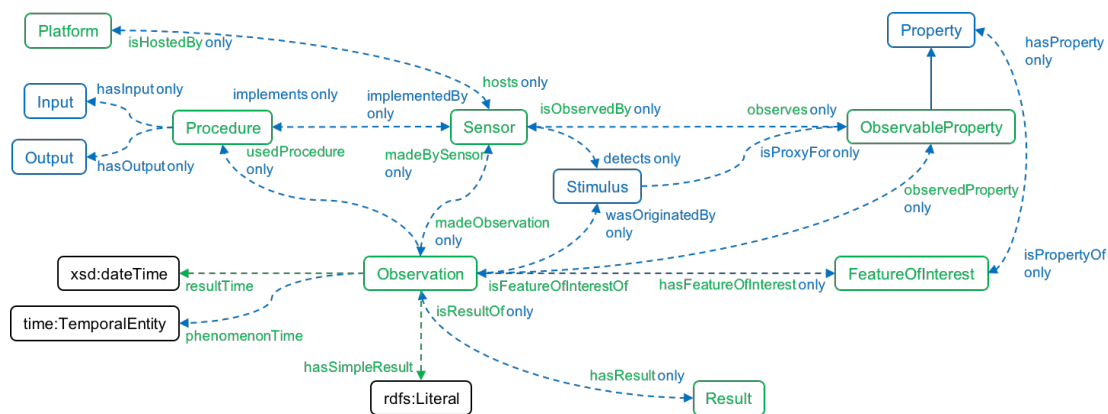 Platform
isHostedBy only
Property
hasProperty
only
hosts only
Input
hasInput only
implements only
implementedBy
only
isObservedBy only
observes only
Procedure
Sensor
ObservableProperty
Output
hasOutput only
usedProcedure
only
madeBySensor
only
detects only
isProxyFor only
Stimulus
observedProperty
only
madeObservation
only
wasOriginatedBy
only
xsd:dateTime
resultTime
Observation
isFeatureOfInterestOf
hasFeatureOfInterest only
FeatureOfInterest
isPropertyOf
only
time:TemporalEntity
phenomenonTime
isResultOf only
hasSimpleResult
rdfs:Literal
hasResult only
Result